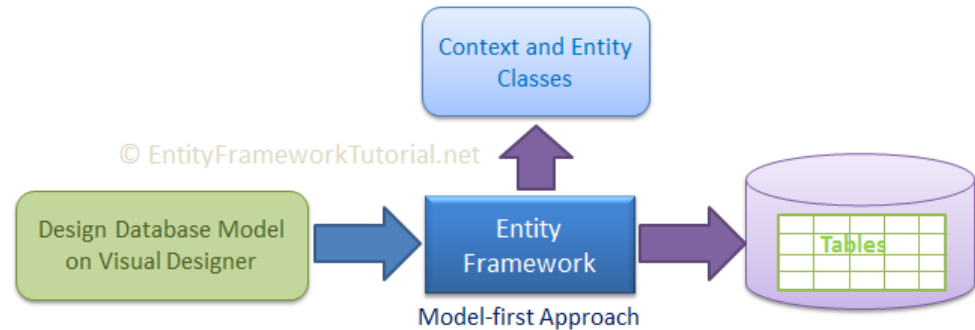 Context and Entity
Classes
© EntityFrameworkTutorial.net
Design Database Model
on Visual Designer
Entity
Framework
Tables
Model-first Approach